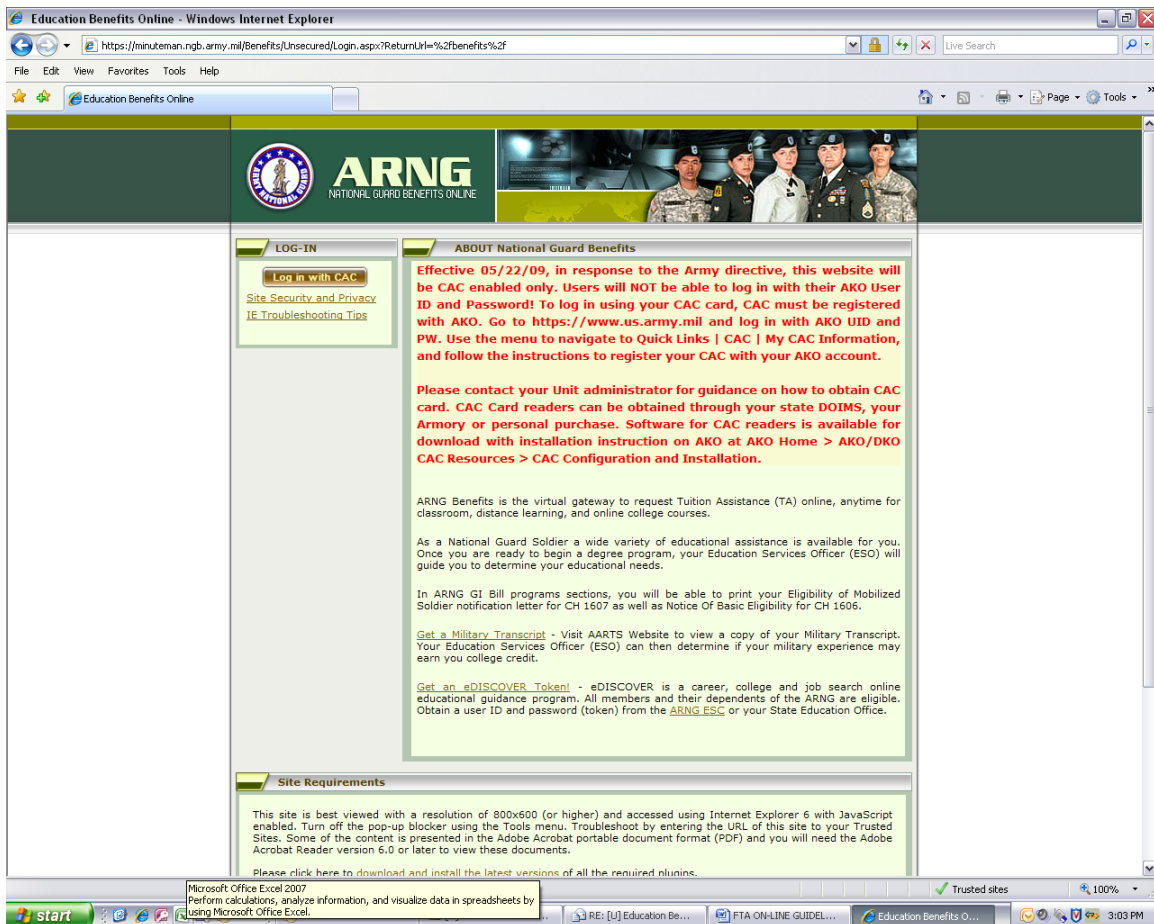 Education Benefits Online - Windows Internet Explorer
https://minuteman.ngb.army.mil/Benefits/Unsecured/Login.aspx?ReturnUrl=%2fbenefits%2f
Live Search
File Edit View Favorites Tools Help
Education Benefits Online
Page Tools
ARMY NATIONAL GUARD
ARNG
NATIONAL GUARD BENEFITS ONLINE
LOG-IN
Log in with CAC
Site Security and Privacy
IE Troubleshooting Tips
ABOUT National Guard Benefits
Effective 05/22/09, in response to the Army directive, this website will
be CAC enabled only. Users will NOT be able to log in with their AKO User
ID and Password! To log in using your CAC card, CAC must be registered
with AKO. Go to https://www.us.army.mil and log in with AKO UID and
PW. Use the menu to navigate to Quick Links | CAC | My CAC Information,
and follow the instructions to register your CAC with your AKO account.
Please contact your Unit administrator for guidance on how to obtain CAC
card. CAC Card readers can be obtained through your state DOIMS, your
Armory or personal purchase. Software for CAC readers is available for
download with installation instruction on AKO at AKO Home > AKO/DKO
CAC Resources > CAC Configuration and Installation.
ARNG Benefits is the virtual gateway to request Tuition Assistance (TA) online, anytime for
classroom, distance learning, and online college courses.
As a National Guard Soldier a wide variety of educational assistance is available for you.
Once you are ready to begin a degree program, your Education Services Officer (ESO) will
guide you to determine your educational needs.
In ARNG GI Bill programs sections, you will be able to print your Eligibility of Mobilized
Soldier notification letter for CH 1607 as well as Notice Of Basic Eligibility for CH 1606.
Get a Military Transcript - Visit AARTS Website to view a copy of your Military Transcript.
Your Education Services Officer (ESO) can then determine if your military experience may
earn you college credit.
Get an eDISCOVER Token! - eDISCOVER is a career, college and job search online
educational guidance program. All members and their dependents of the ARNG are eligible.
Obtain a user ID and password (token) from the ARNG ESC or your State Education Office.
Site Requirements
This site is best viewed with a resolution of 800x600 (or higher) and accessed using Internet Explorer 6 with JavaScript
enabled. Turn off the pop-up blocker using the Tools menu. Troubleshoot by entering the URL of this site to your Trusted
Sites. Some of the content is presented in the Adobe Acrobat portable document format (PDF) and you will need the Adobe
Acrobat Reader version 6.0 or later to view these documents.
Please click here to download and install the latest versions of all the required plugins.
Trusted sites 100%
Microsoft Office Excel 2007
Perform calculations, analyze information, and visualize data in spreadsheets by
using Microsoft Office Excel.
start
RE: [U] Education Be...
FTA ON-LINE GUIDEL...
Education Benefits O...
3:03 PM